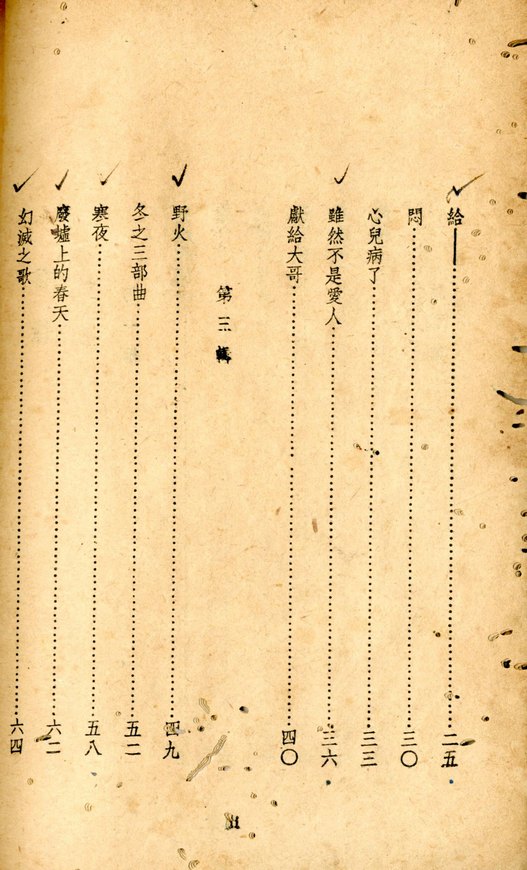 給——……二五
悶……三〇
心兒病了……三三
雖然不是愛人……三六
獻給大哥……四〇
第三輯
野火……四九
冬之三部曲……五二
寒夜……五八
廢墟上的春天……六二
幻滅之歌……六四